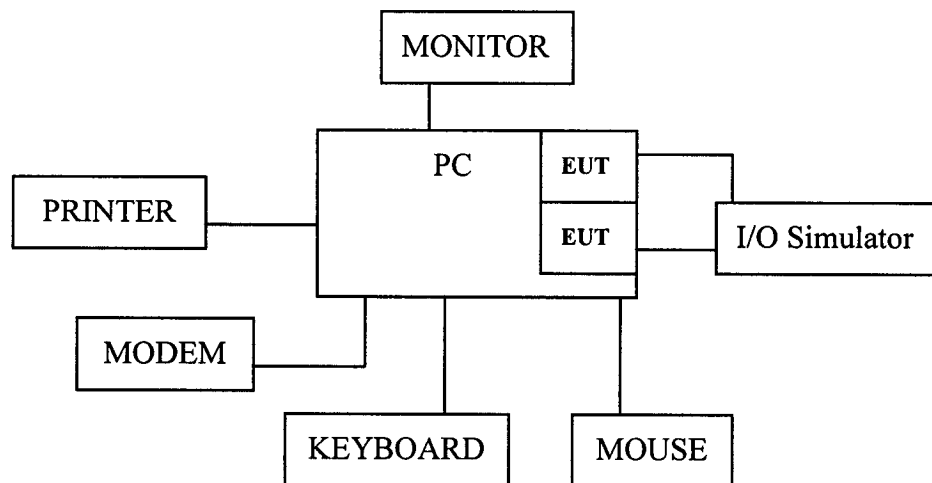 MONITOR
PC
EUT
PRINTER
EUT
I/O Simulator
MODEM
KEYBOARD
MOUSE